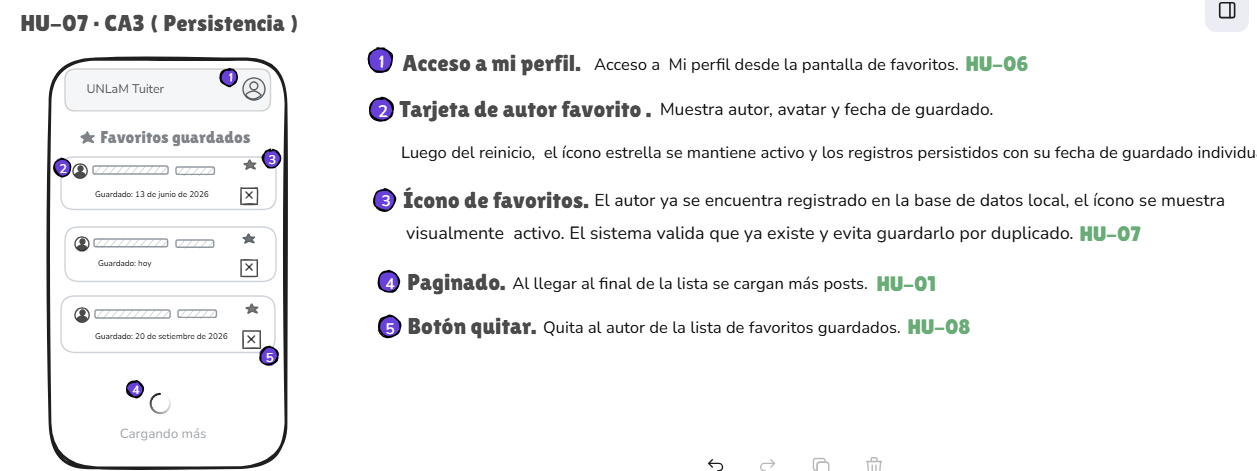 HU-07 · CA3 ( Persistencia )
UNLaM Tuiter
1
Favoritos guardados
2
3
Guardado: 13 de junio de 2026
Guardado: hoy
Guardado: 20 de setiembre de 2026
5
4
Cargando más
1 Acceso a mi perfil. Acceso a Mi perfil desde la pantalla de favoritos. HU-06
2 Tarjeta de autor favorito . Muestra autor, avatar y fecha de guardado.
Luego del reinicio, el ícono estrella se mantiene activo y los registros persistidos con su fecha de guardado individu
3 Ícono de favoritos. El autor ya se encuentra registrado en la base de datos local, el ícono se muestra
visualmente activo. El sistema valida que ya existe y evita guardarlo por duplicado. HU-07
4 Paginado. Al llegar al final de la lista se cargan más posts. HU-01
5 Botón quitar. Quita al autor de la lista de favoritos guardados. HU-08